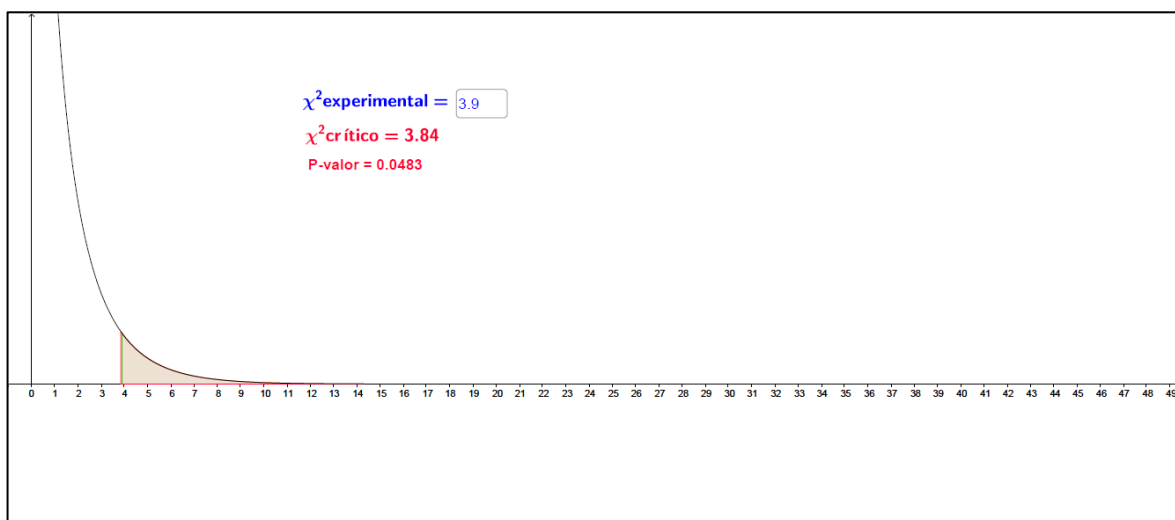 χ²experimental = 3.9
χ²crítico = 3.84
P-valor = 0.0483
0 1 2 3 4 5 6 7 8 9 10 11 12 13 14 15 16 17 18 19 20 21 22 23 24 25 26 27 28 29 30 31 32 33 34 35 36 37 38 39 40 41 42 43 44 45 46 47 48 49